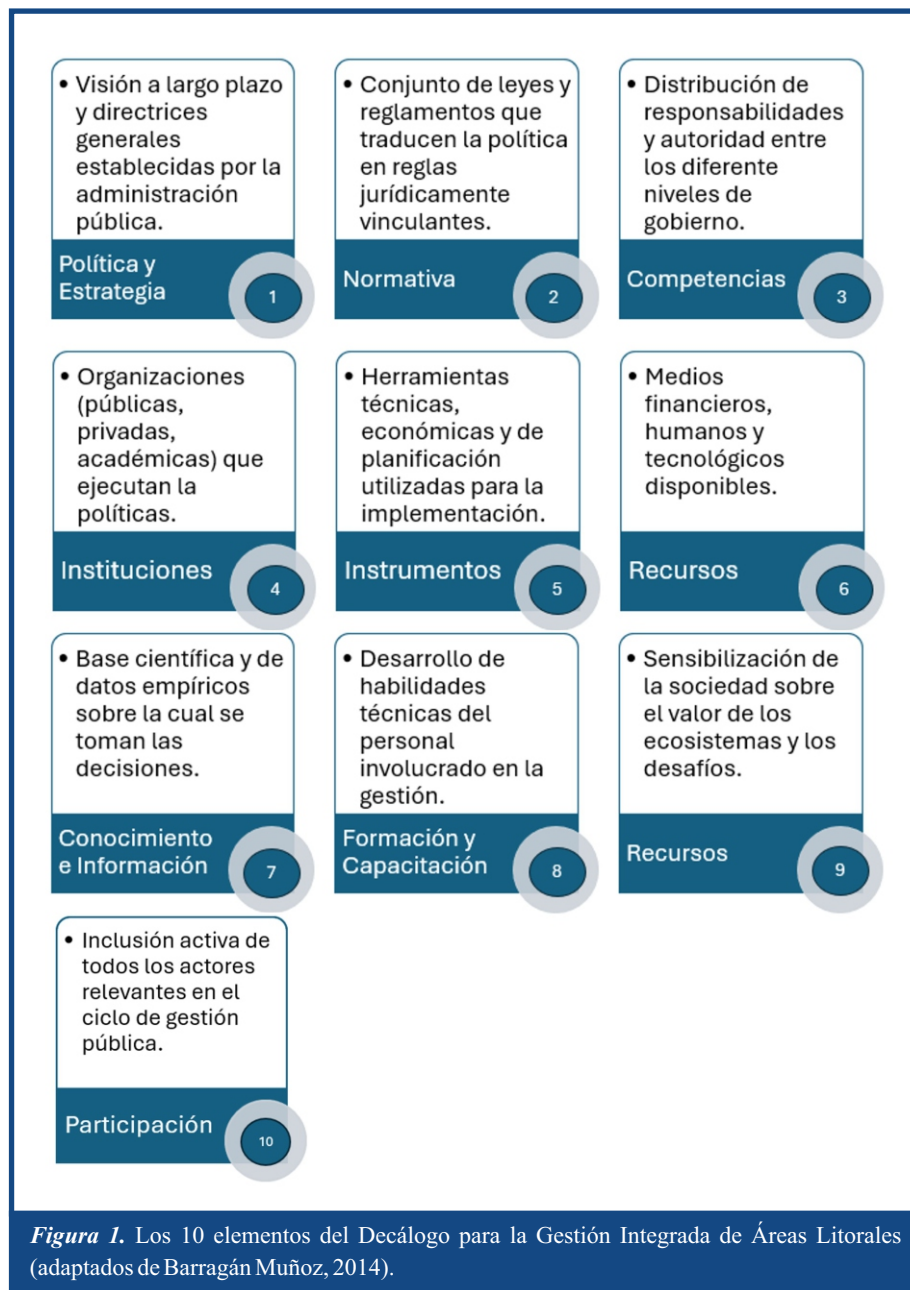 • Visión a largo plazo
y directrices
generales
establecidas por la
administración
pública.
Política y
Estrategia
1
• Conjunto de leyes y
reglamentos que
traducen la política
en reglas
jurídicamente
vinculantes.
Normativa
2
• Distribución de
responsabilidades
y autoridad entre
los diferente
niveles de
gobierno.
Competencias
3
• Organizaciones
(públicas,
privadas,
académicas) que
ejecutan la
políticas.
Instituciones
4
• Herramientas
técnicas,
económicas y de
planificación
utilizadas para la
implementación.
Instrumentos
5
• Medios
financieros,
humanos y
tecnológicos
disponibles.
Recursos
6
• Base científica y de
datos empíricos
sobre la cual se
toman las
decisiones.
Conocimiento
e Información
7
• Desarrollo de
habilidades
técnicas del
personal
involucrado en la
gestión.
Formación y
Capacitación
8
• Sensibilización de
la sociedad sobre
el valor de los
ecosistemas y los
desafíos.
Recursos
9
• Inclusión activa de
todos los actores
relevantes en el
ciclo de gestión
pública.
Participación
10
Figura 1. Los 10 elementos del Decálogo para la Gestión Integrada de Áreas Litorales
(adaptados de Barragán Muñoz, 2014).